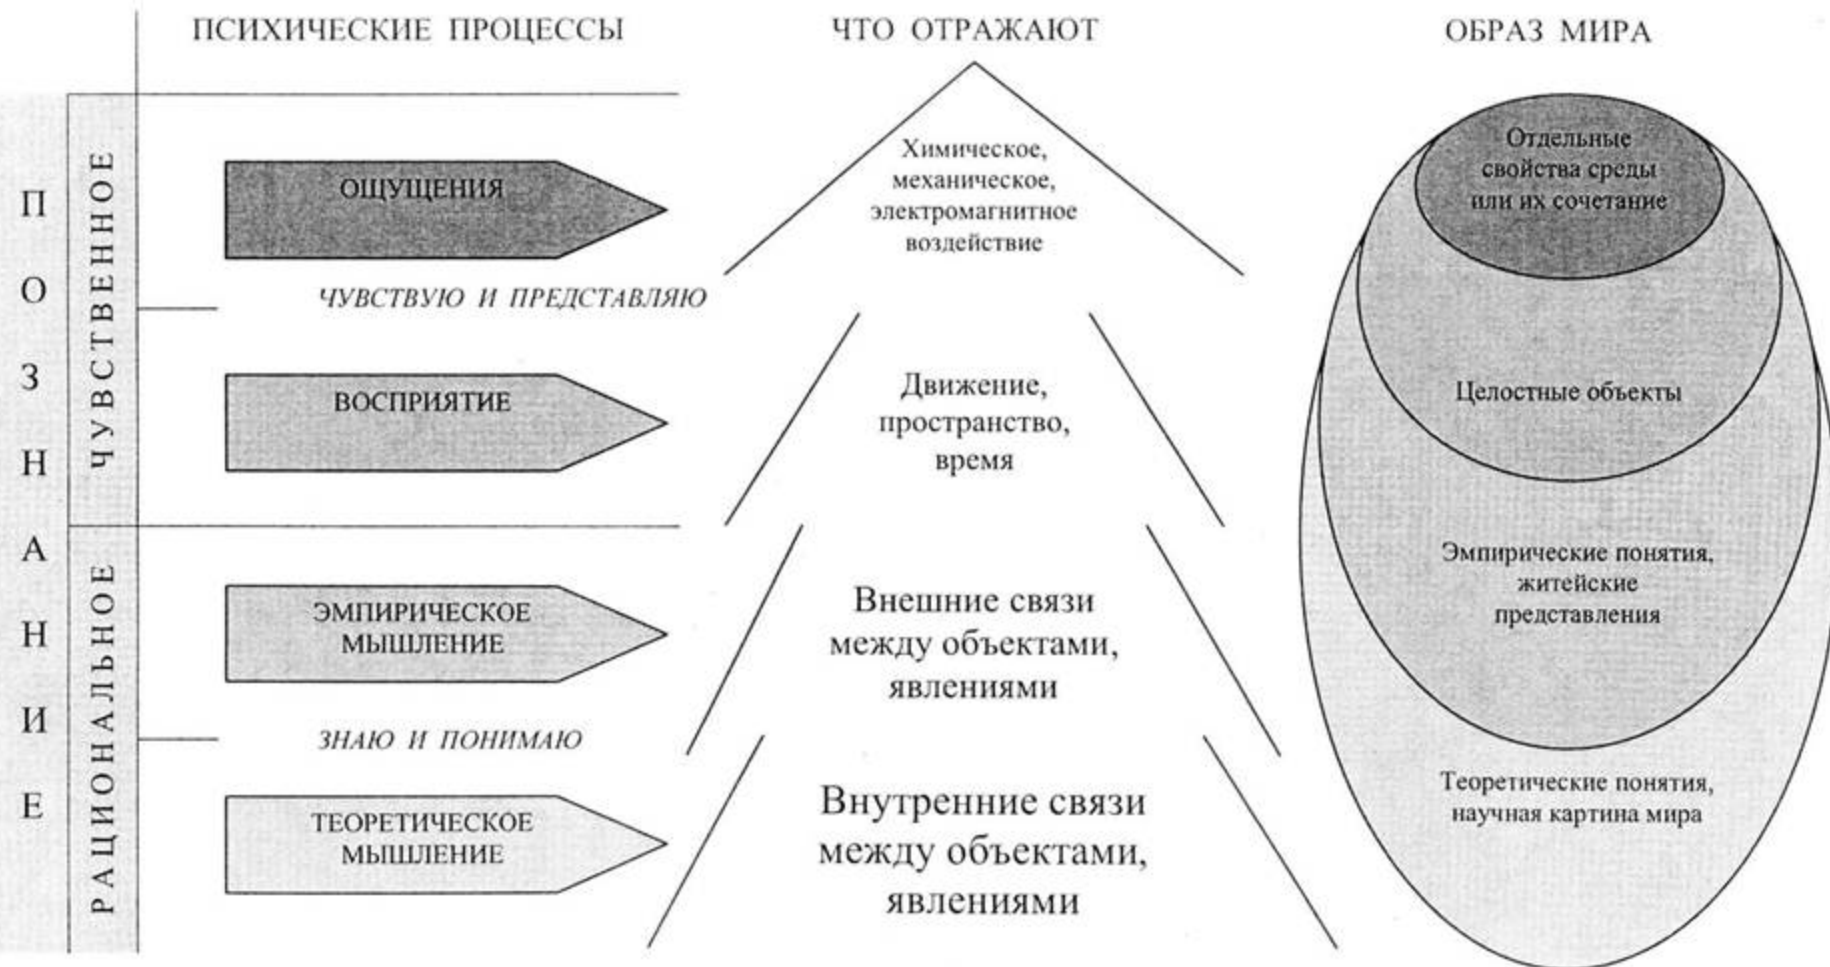 ПСИХИЧЕСКИЕ ПРОЦЕССЫ
ЧТО ОТРАЖАЮТ
ОБРАЗ МИРА
ПОЗНАНИЕ
ЧУВСТВЕННОЕ
ОЩУЩЕНИЯ
Химическое,
механическое,
электромагнитное
воздействие
Отдельные
свойства среды
или их сочетание
ЧУВСТВУЮ И ПРЕДСТАВЛЯЮ
ВОСПРИЯТИЕ
Движение,
пространство,
время
Целостные объекты
РАЦИОНАЛЬНОЕ
ЭМПИРИЧЕСКОЕ
МЫШЛЕНИЕ
Внешние связи
между объектами,
явлениями
Эмпирические понятия,
житейские
представления
ЗНАЮ И ПОНИМАЮ
ТЕОРЕТИЧЕСКОЕ
МЫШЛЕНИЕ
Внутренние связи
между объектами,
явлениями
Теоретические понятия,
научная картина мира